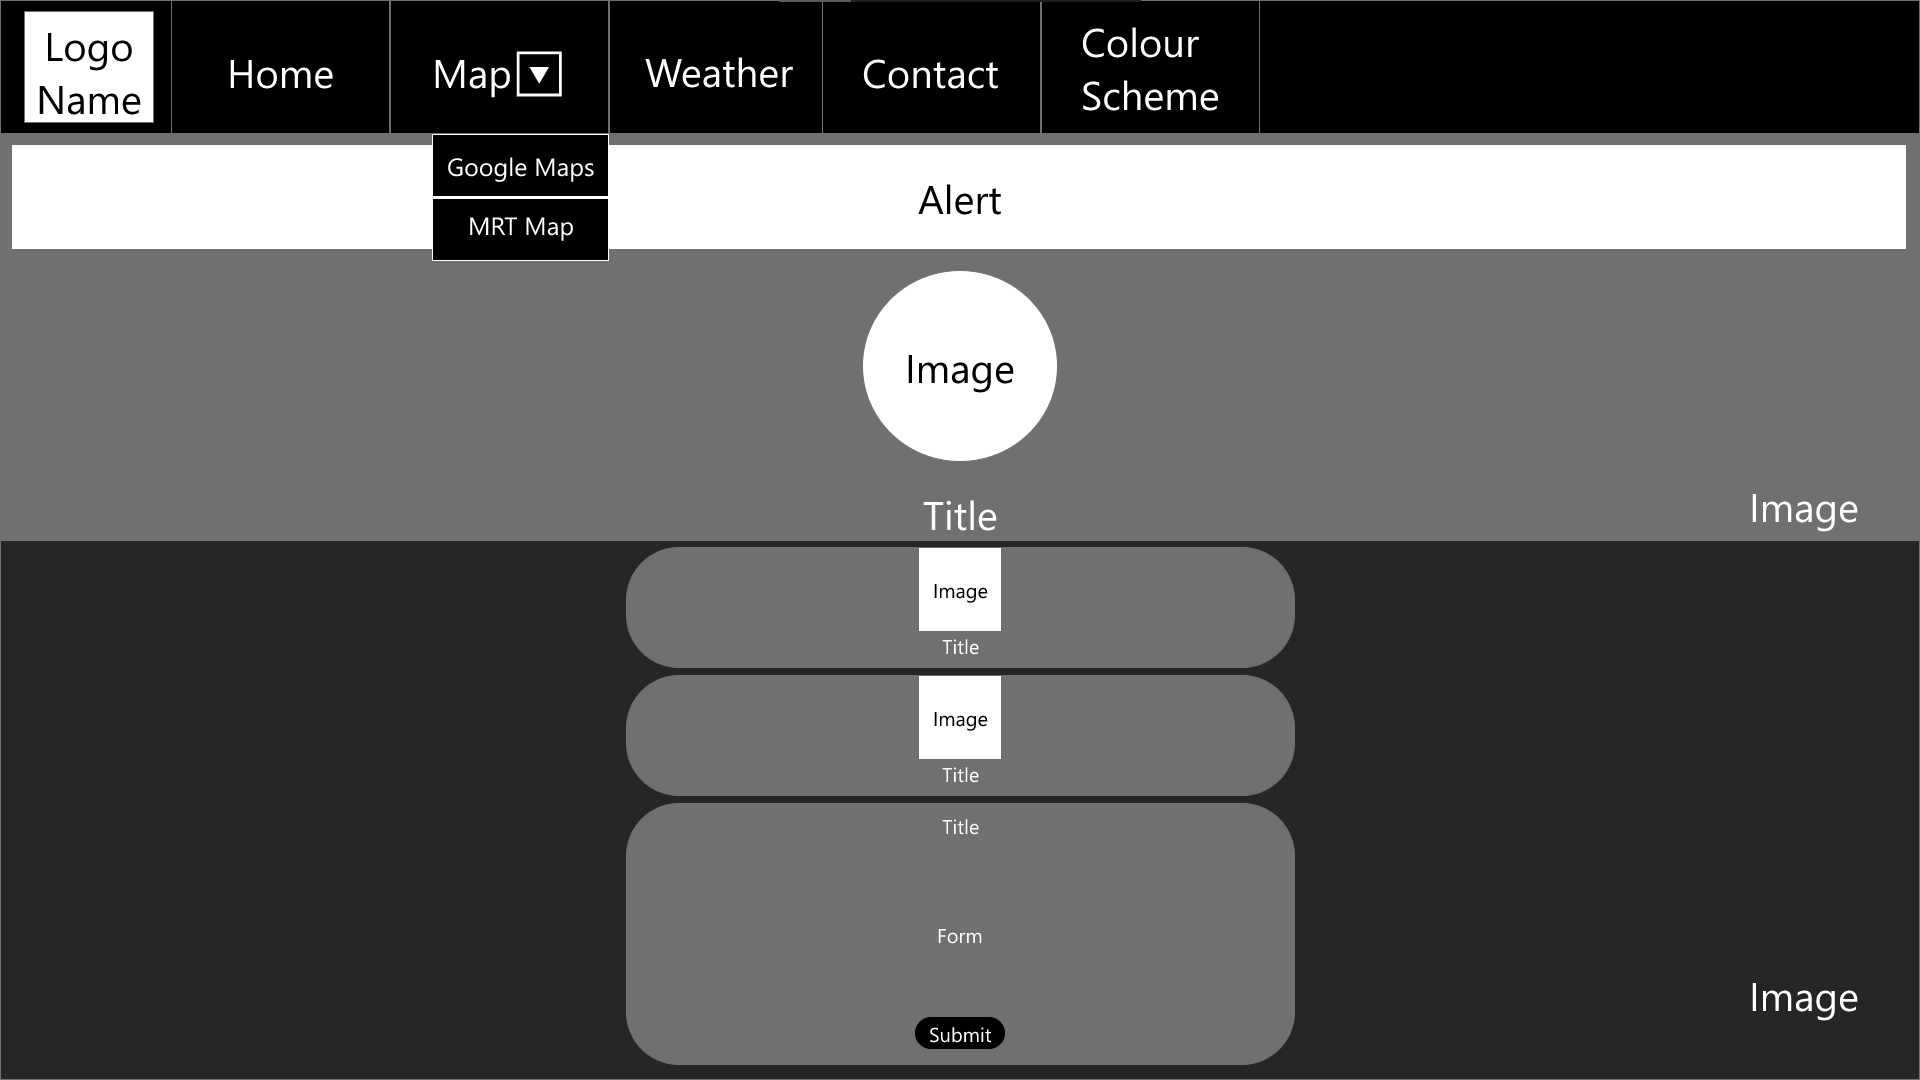 Logo
Name
Home
Map
Weather
Contact
Colour
Scheme
Google Maps
MRT Map
Alert
Image
Title
Image
Image
Title
Image
Title
Title
Form
Submit
Image